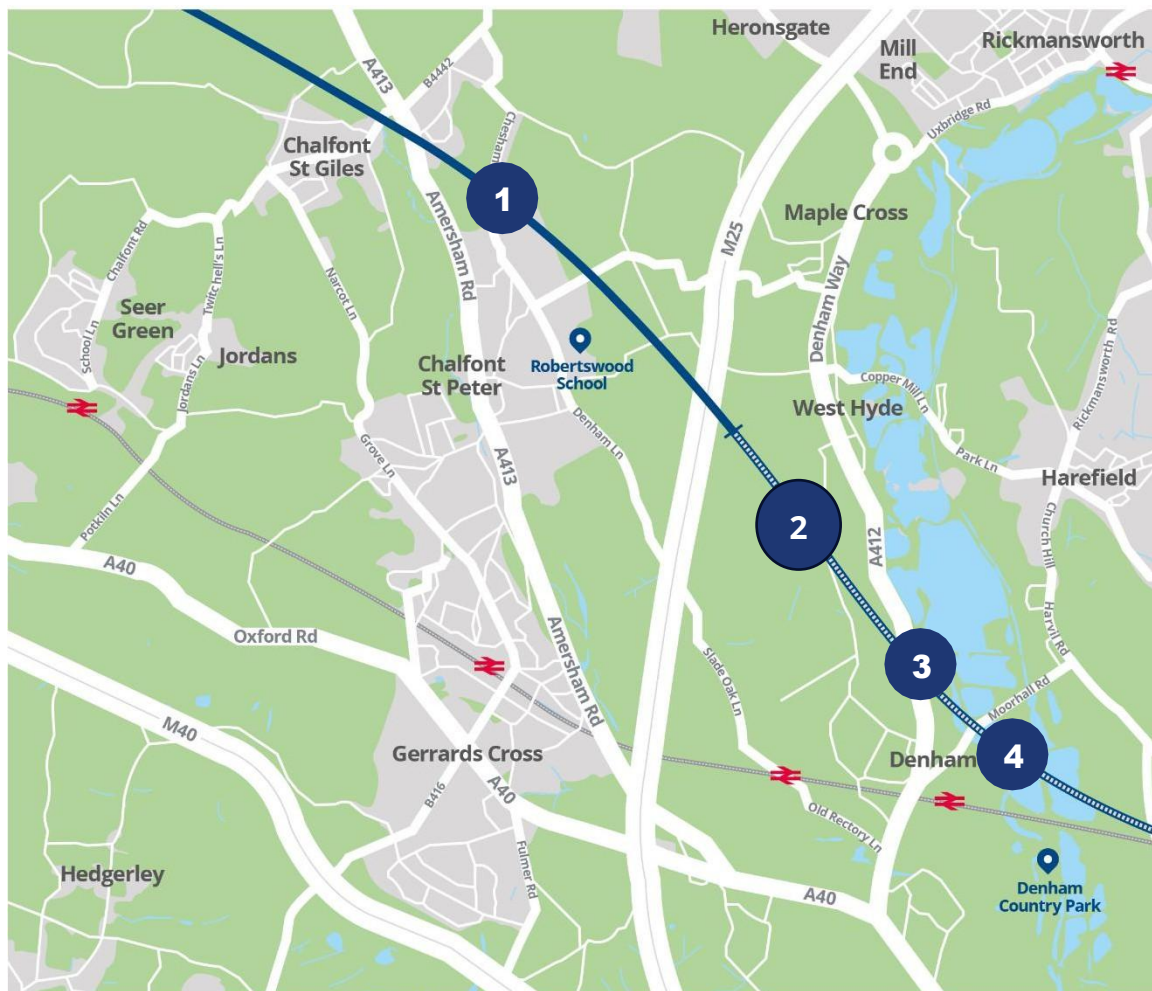 Heronsgate
Mill
End
Rickmansworth
A413
B4442
Uxbridge Rd
Chesham
Chalfont
St Giles
1
Maple Cross
M25
Amersham Rd
Chalfont Rd
Twitchell's Ln
Narcot Ln
Denham Way
Seer
Green
School Ln
Jordans
Jordans Ln
Chalfont
St Peter
Robertswood
School
Copper Mill Ln
Rickmansworth Rd
West Hyde
Denham Ln
Grove Ln
A413
Park Ln
Harefield
Potkiln Ln
2
Church Hill
A412
A40
Oxford Rd
Harvil Rd
3
Amersham Rd
Slade Oak Ln
Moorhall Rd
M40
Gerrards Cross
Denham
4
B416
A40
Old Rectory Ln
Fulmer Rd
Hedgerley
A40
Denham
Country Park